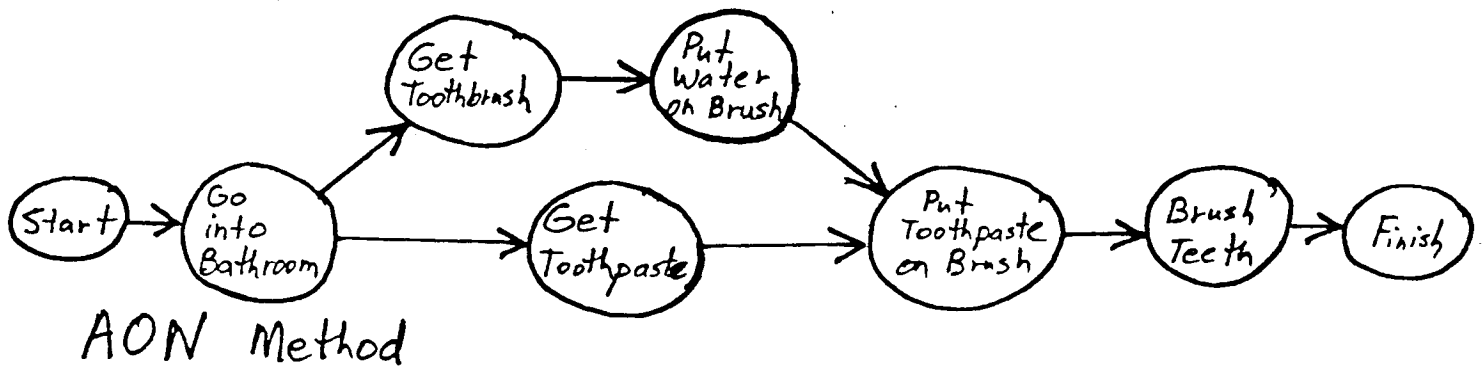 Start
Go
into
Bathroom
Get
Toothbrush
Put
Water
on Brush
Get
Toothpaste
Put
Toothpaste
on Brush
Brush
Teeth
Finish
AON Method